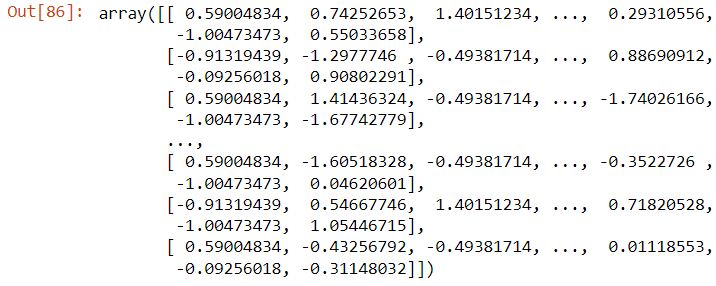 Out[86]: array([[ 0.59004834,  0.74252653,  1.40151234, ...,  0.29310556,
        -1.00473473,  0.55033658],
       [-0.91319439, -1.2977746 , -0.49381714, ...,  0.88690912,
        -0.09256018,  0.90802291],
       [ 0.59004834,  1.41436324, -0.49381714, ..., -1.74026166,
        -1.00473473, -1.67742779],
       ...,
       [ 0.59004834, -1.60518328, -0.49381714, ..., -0.3522726 ,
        -1.00473473,  0.04620601],
       [-0.91319439,  0.54667746,  1.40151234, ...,  0.71820528,
        -1.00473473,  1.05446715],
       [ 0.59004834, -0.43256792, -0.49381714, ...,  0.01118553,
        -0.09256018, -0.31148032]])